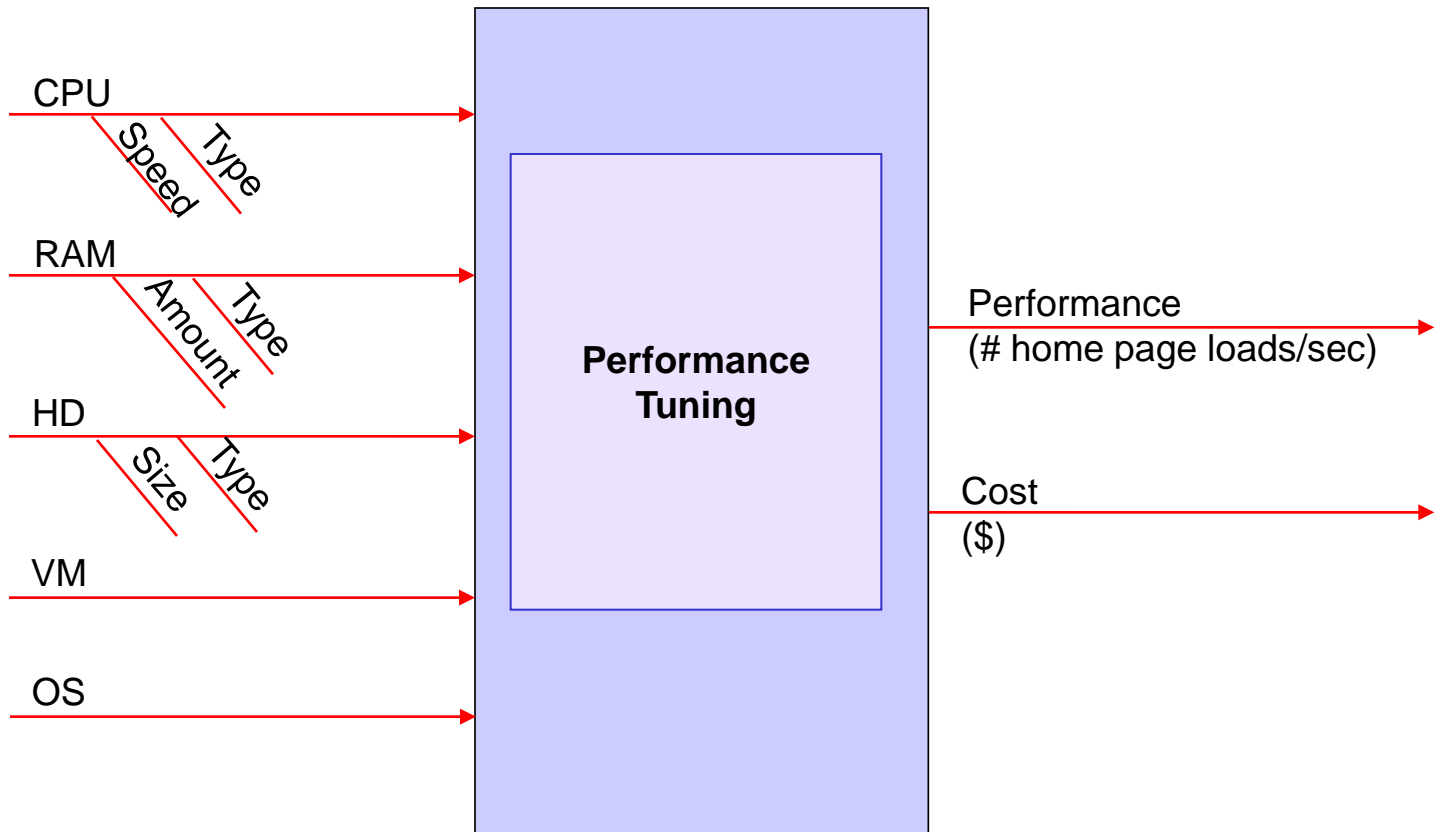 CPU
Speed
Type
RAM
Amount
Type
HD
Size
Type
VM
OS
Performance
Tuning
Performance
(# home page loads/sec)
Cost
($)